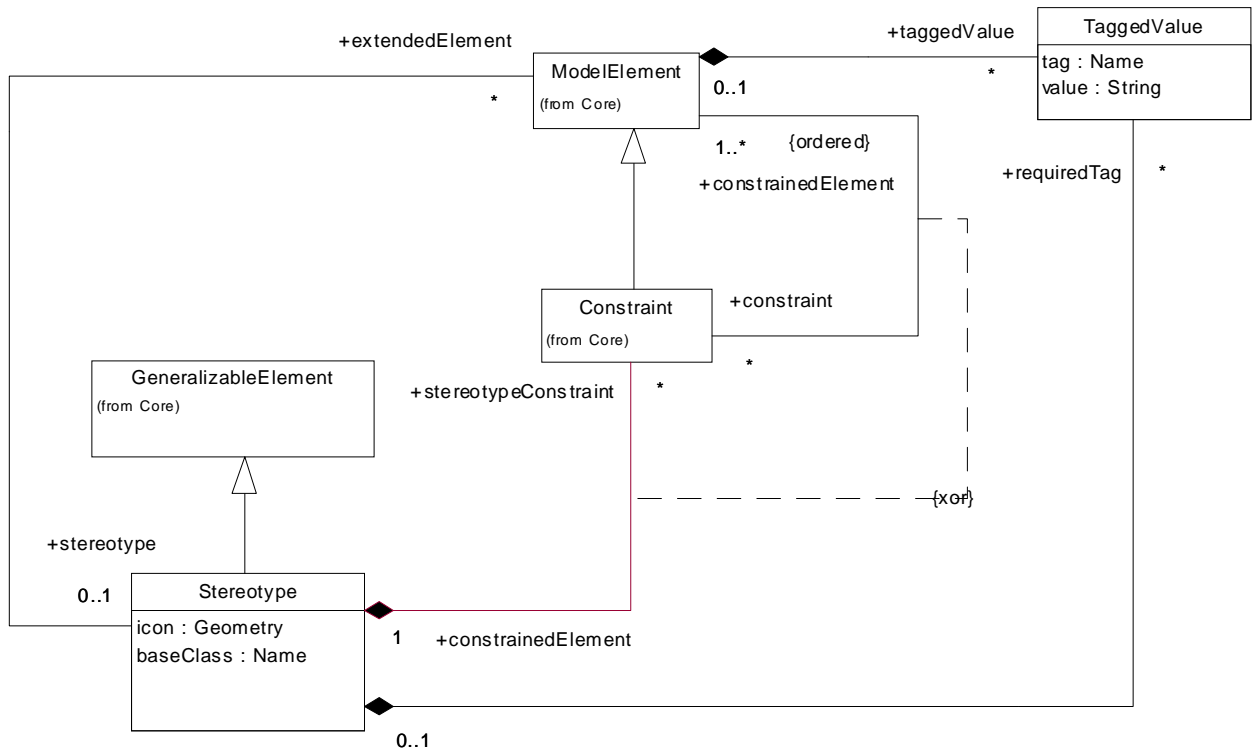 TaggedValue
+taggedValue
+extendedElement
tag : Name
ModelElement
value : String
*
0..1
*
(from Core)
1..*
{ordered}
+requiredTag
*
+constrainedElement
+constraint
Constraint
(from Core)
*
GeneralizableElement
+stereotypeConstraint
*
(from Core)
{xor}
+stereotype
0..1
Stereotype
icon : Geometry
1
+constrainedElement
baseClass : Name
0..1